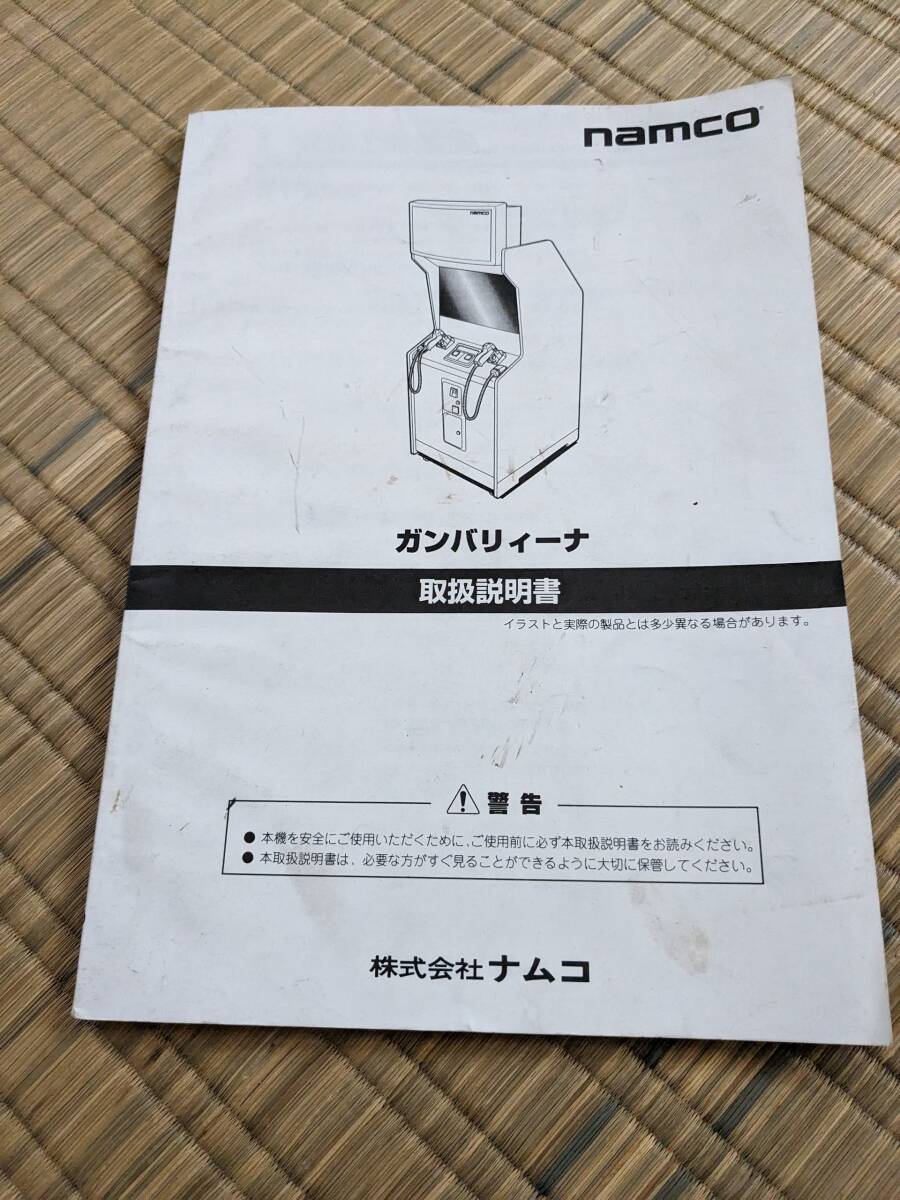 namco
namco
ガンバリィーナ
取扱説明書
イラストと実際の製品とは多少異なる場合があります。
警告
● 本機を安全にご使用いただくために、ご使用前に必ず本取扱説明書をお読みください。
● 本取扱説明書は、必要な方がすぐ見ることができるように大切に保管してください。
株式会社ナムコ